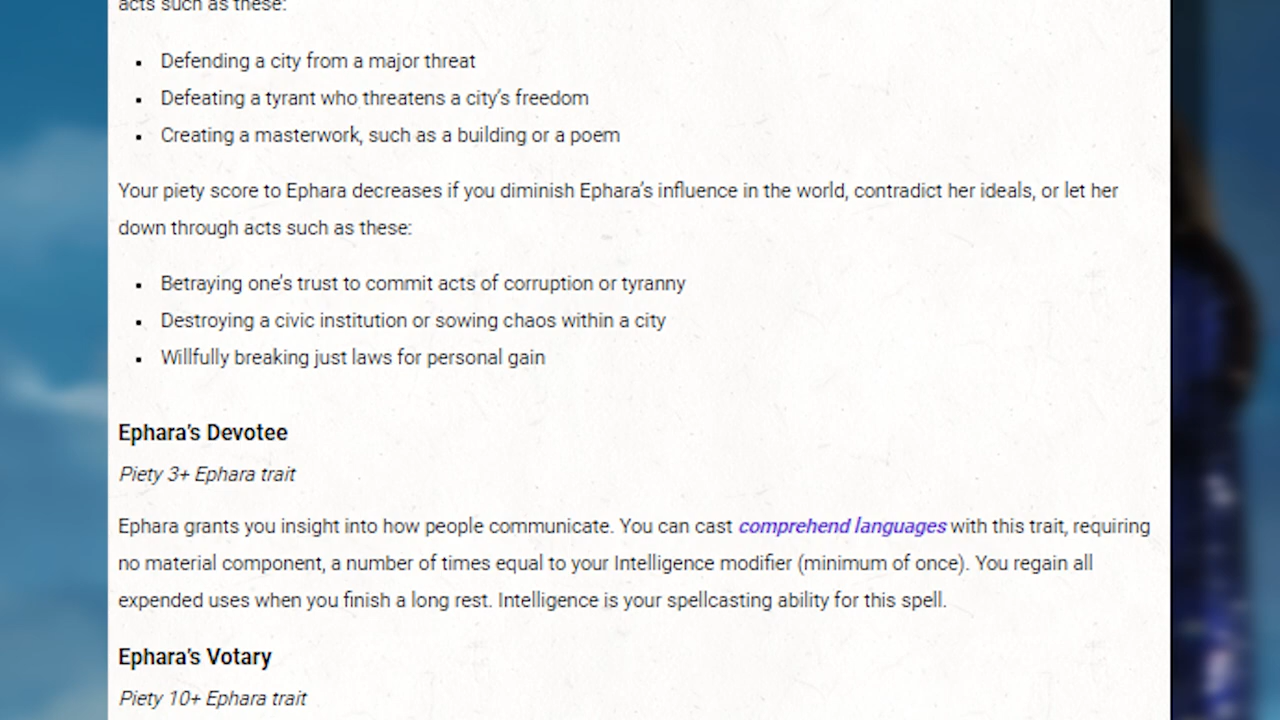 acts such as these:
Defending a city from a major threat
Defeating a tyrant who threatens a city’s freedom
Creating a masterwork, such as a building or a poem
Your piety score to Ephara decreases if you diminish Ephara’s influence in the world, contradict her ideals, or let her
down through acts such as these:
Betraying one’s trust to commit acts of corruption or tyranny
Destroying a civic institution or sowing chaos within a city
Willfully breaking just laws for personal gain
Ephara’s Devotee
Piety 3+ Ephara trait
Ephara grants you insight into how people communicate. You can cast comprehend languages with this trait, requiring
no material component, a number of times equal to your Intelligence modifier (minimum of once). You regain all
expended uses when you finish a long rest. Intelligence is your spellcasting ability for this spell.
Ephara’s Votary
Piety 10+ Ephara trait